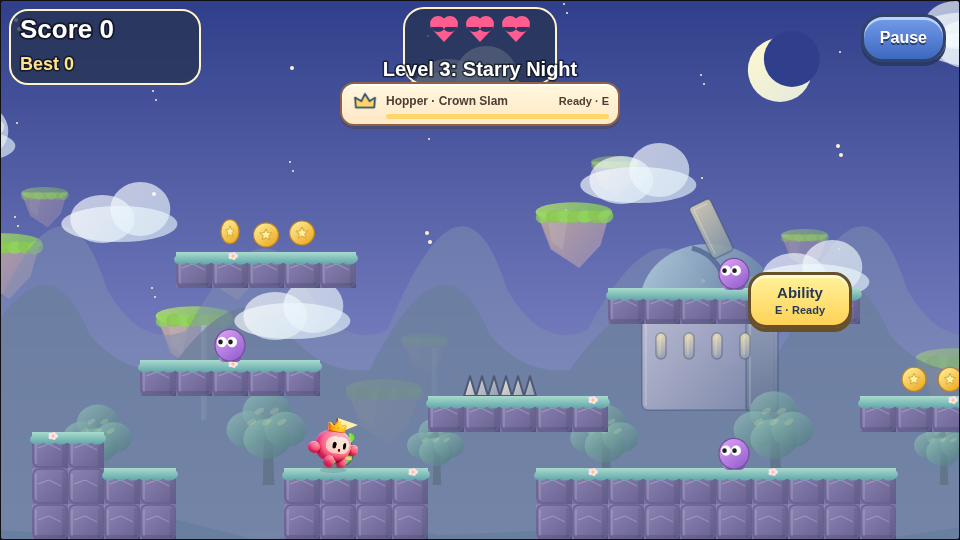 Score 0
Best 0
Level 3: Starry Night
Hopper · Crown Slam
Ready · E
Pause
Ability
E · Ready